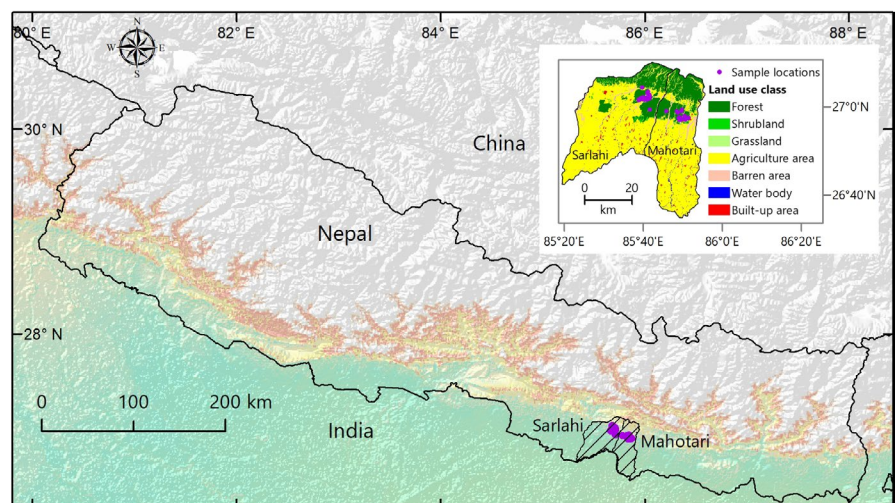 80° E
82° E
84° E
86° E
88° E
N
W
E
S
30° N
28° N
China
Nepal
India
Sarlahi
Mahotari
0 100 200 km
Sample locations
Land use class
Forest
Shrubland
Grassland
Agriculture area
Barren area
Water body
Built-up area
Sarlahi
Mahotari
0 20
km
27°0' N
26°40' N
85°20' E 85°40' E 86°0' E 86°20' E